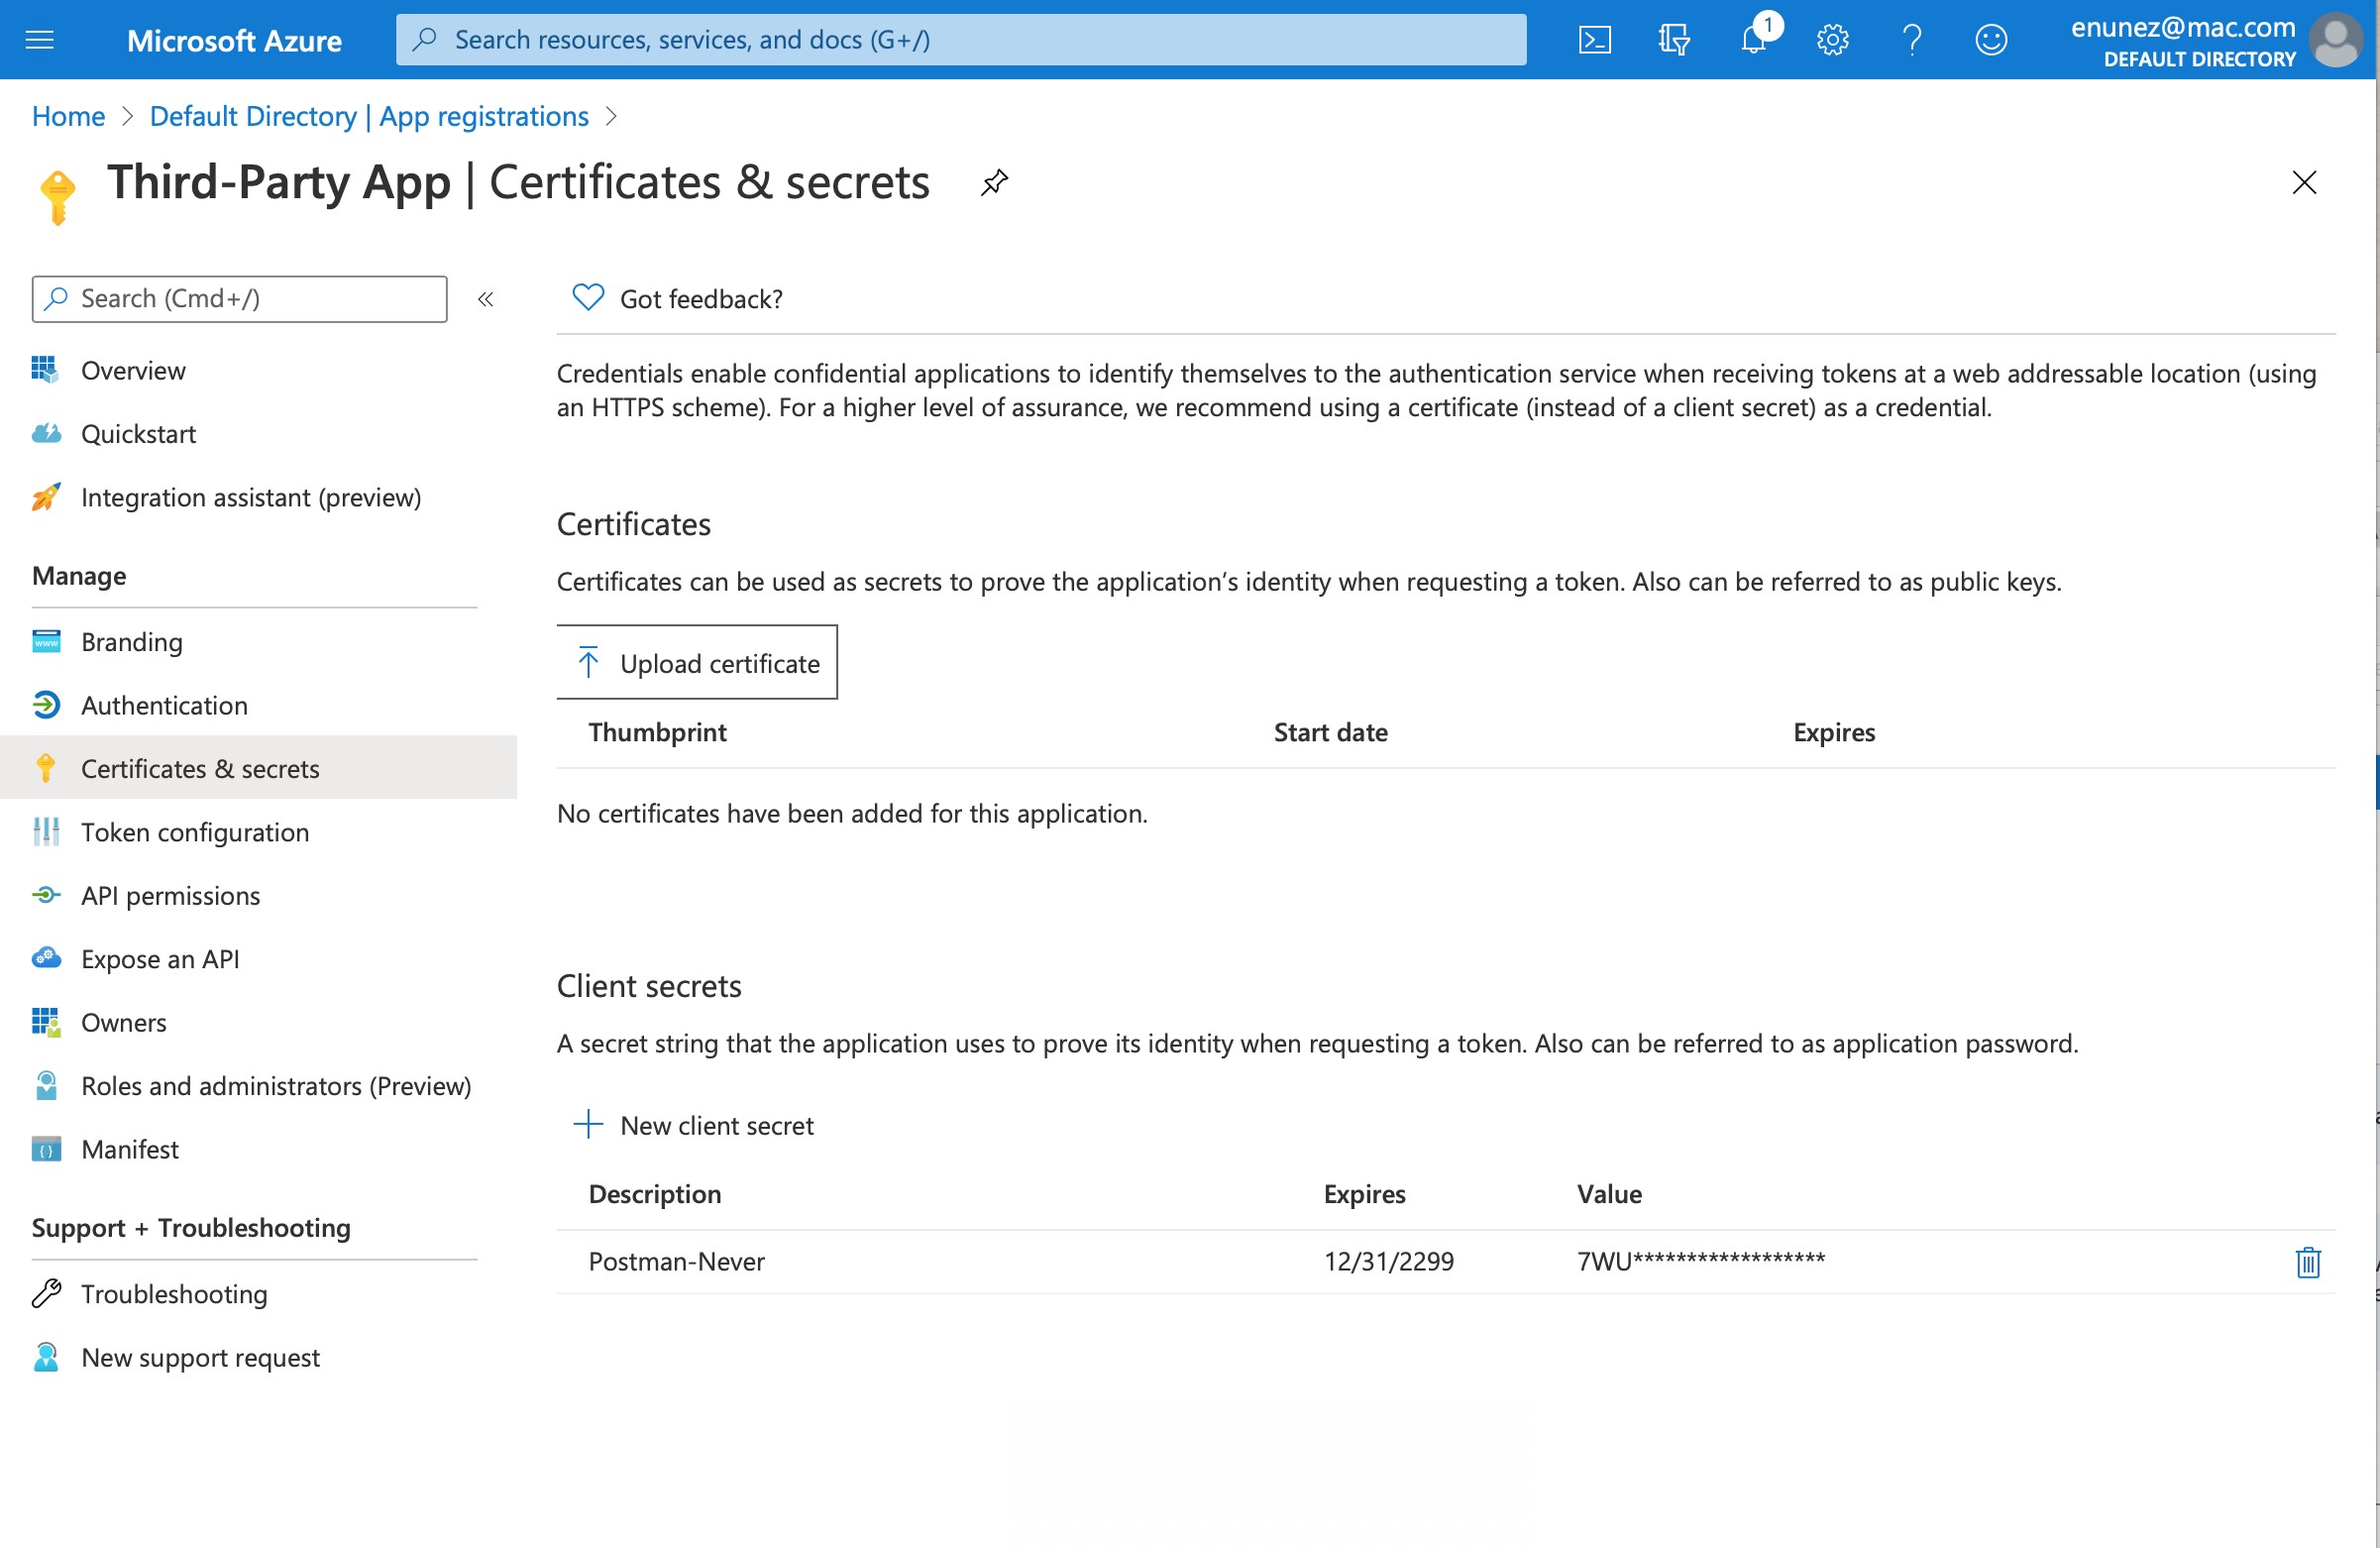 Microsoft Azure
Search resources, services, and docs (G+/)
1
enunez@mac.com
DEFAULT DIRECTORY
Home > Default Directory | App registrations >
Third-Party App | Certificates & secrets
Search (Cmd+/)
«
Overview
Quickstart
Integration assistant (preview)
Manage
Branding
Authentication
Certificates & secrets
Token configuration
API permissions
Expose an API
Owners
Roles and administrators (Preview)
Manifest
Support + Troubleshooting
Troubleshooting
New support request
Got feedback?
Credentials enable confidential applications to identify themselves to the authentication service when receiving tokens at a web addressable location (using
an HTTPS scheme). For a higher level of assurance, we recommend using a certificate (instead of a client secret) as a credential.
Certificates
Certificates can be used as secrets to prove the application’s identity when requesting a token. Also can be referred to as public keys.
Upload certificate
Thumbprint Start date Expires
No certificates have been added for this application.
Client secrets
A secret string that the application uses to prove its identity when requesting a token. Also can be referred to as application password.
New client secret
Description Expires Value
Postman-Never 12/31/2299 7WU******************